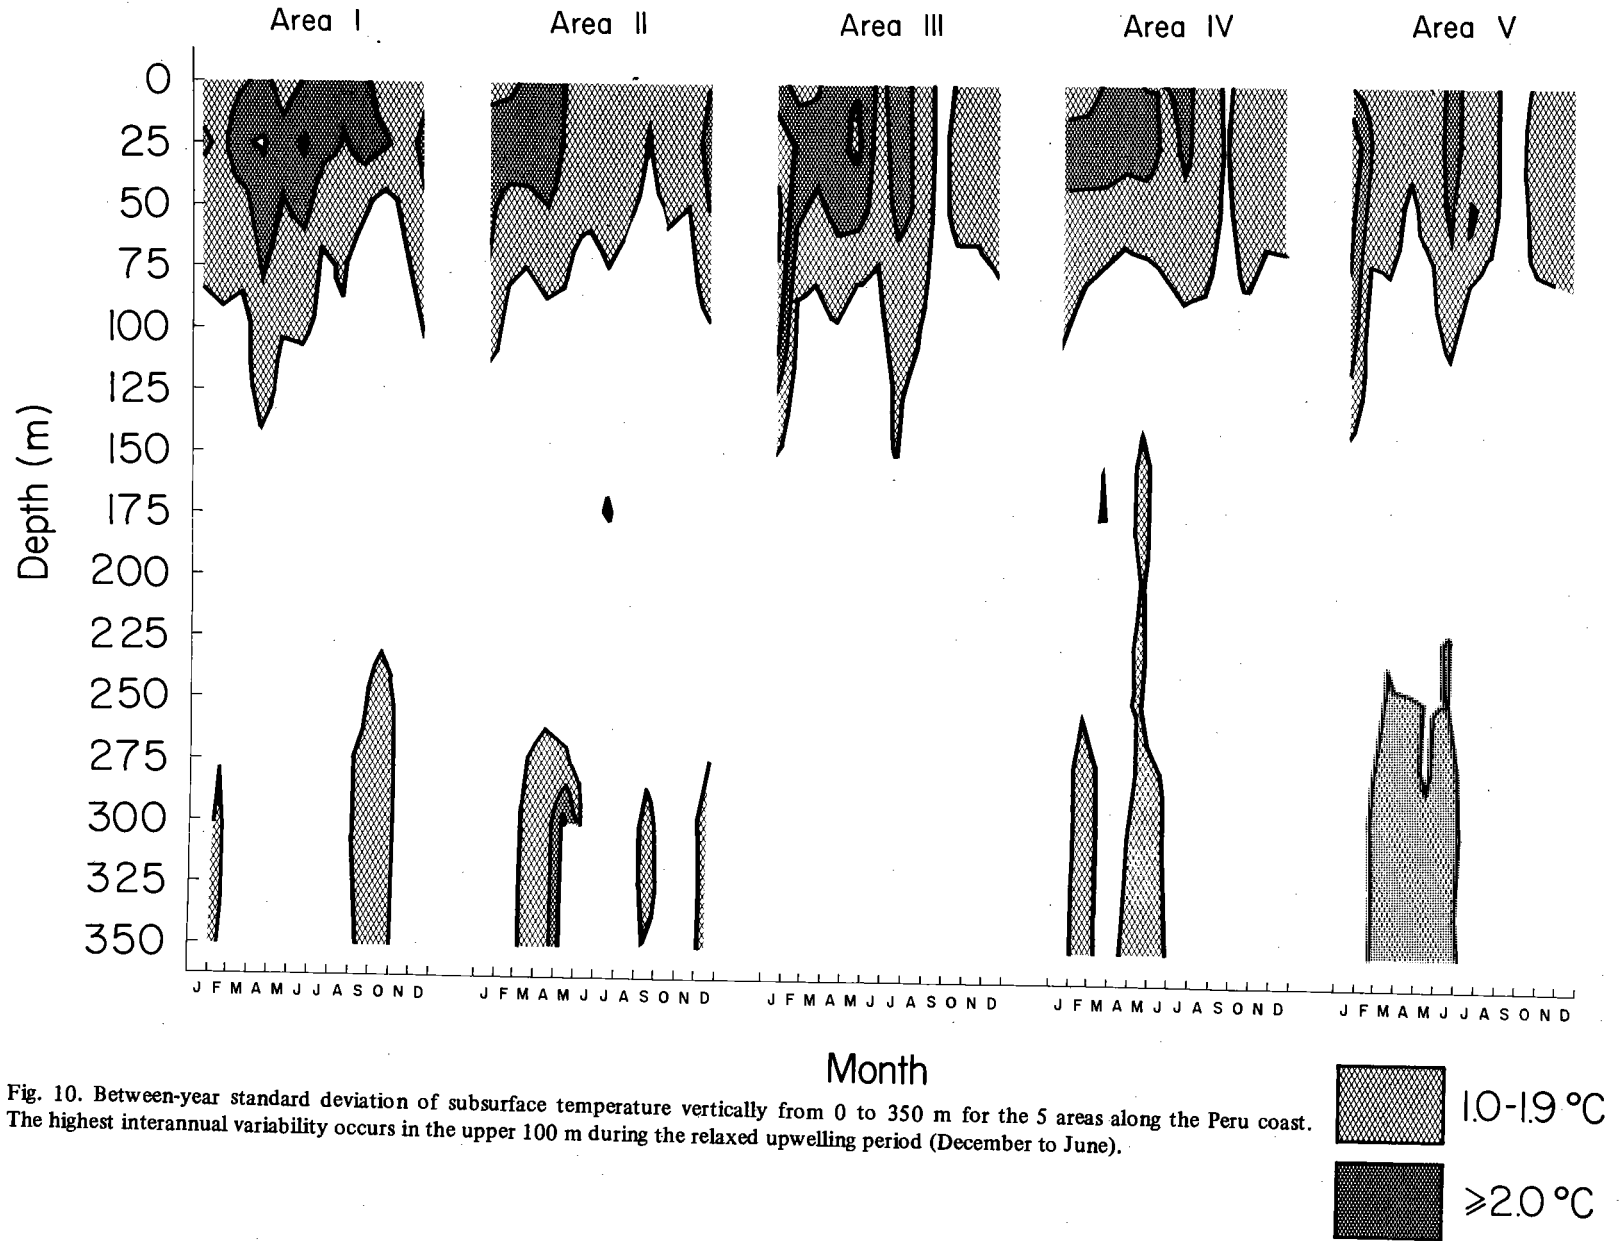 Area I Area II Area III Area IV Area V
0
25
50
75
100
125
150
175
200
225
250
275
300
325
350
Depth (m)
J F M A M J J A S O N D J F M A M J J A S O N D J F M A M J J A S O N D J F M A M J J A S O N D J F M A M J J A S O N D
Month
Fig. 10. Between-year standard deviation of subsurface temperature vertically from 0 to 350 m for the 5 areas along the Peru coast.
The highest interannual variability occurs in the upper 100 m during the relaxed upwelling period (December to June).
1.0-1.9 °C
≥2.0 °C